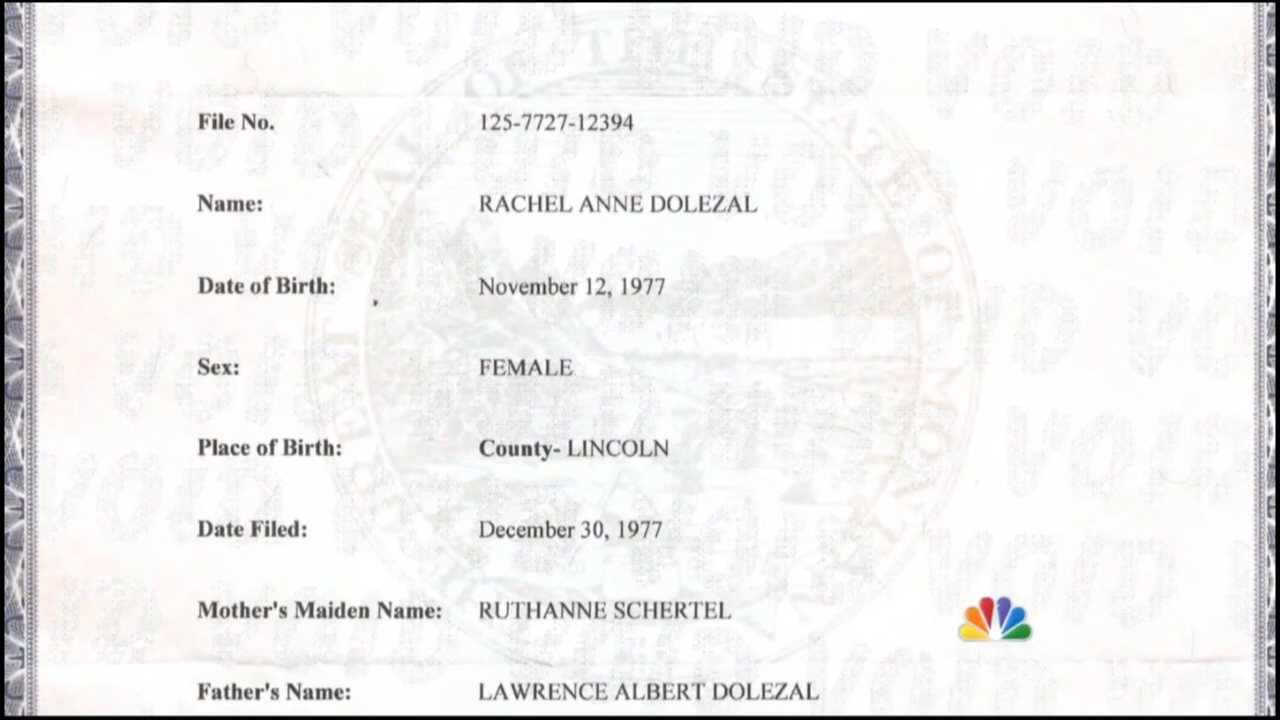 File No. 125-7727-12394
Name: RACHEL ANNE DOLEZAL
Date of Birth: November 12, 1977
Sex: FEMALE
Place of Birth: County- LINCOLN
Date Filed: December 30, 1977
Mother's Maiden Name: RUTHANNE SCHERTEL
Father's Name: LAWRENCE ALBERT DOLEZAL